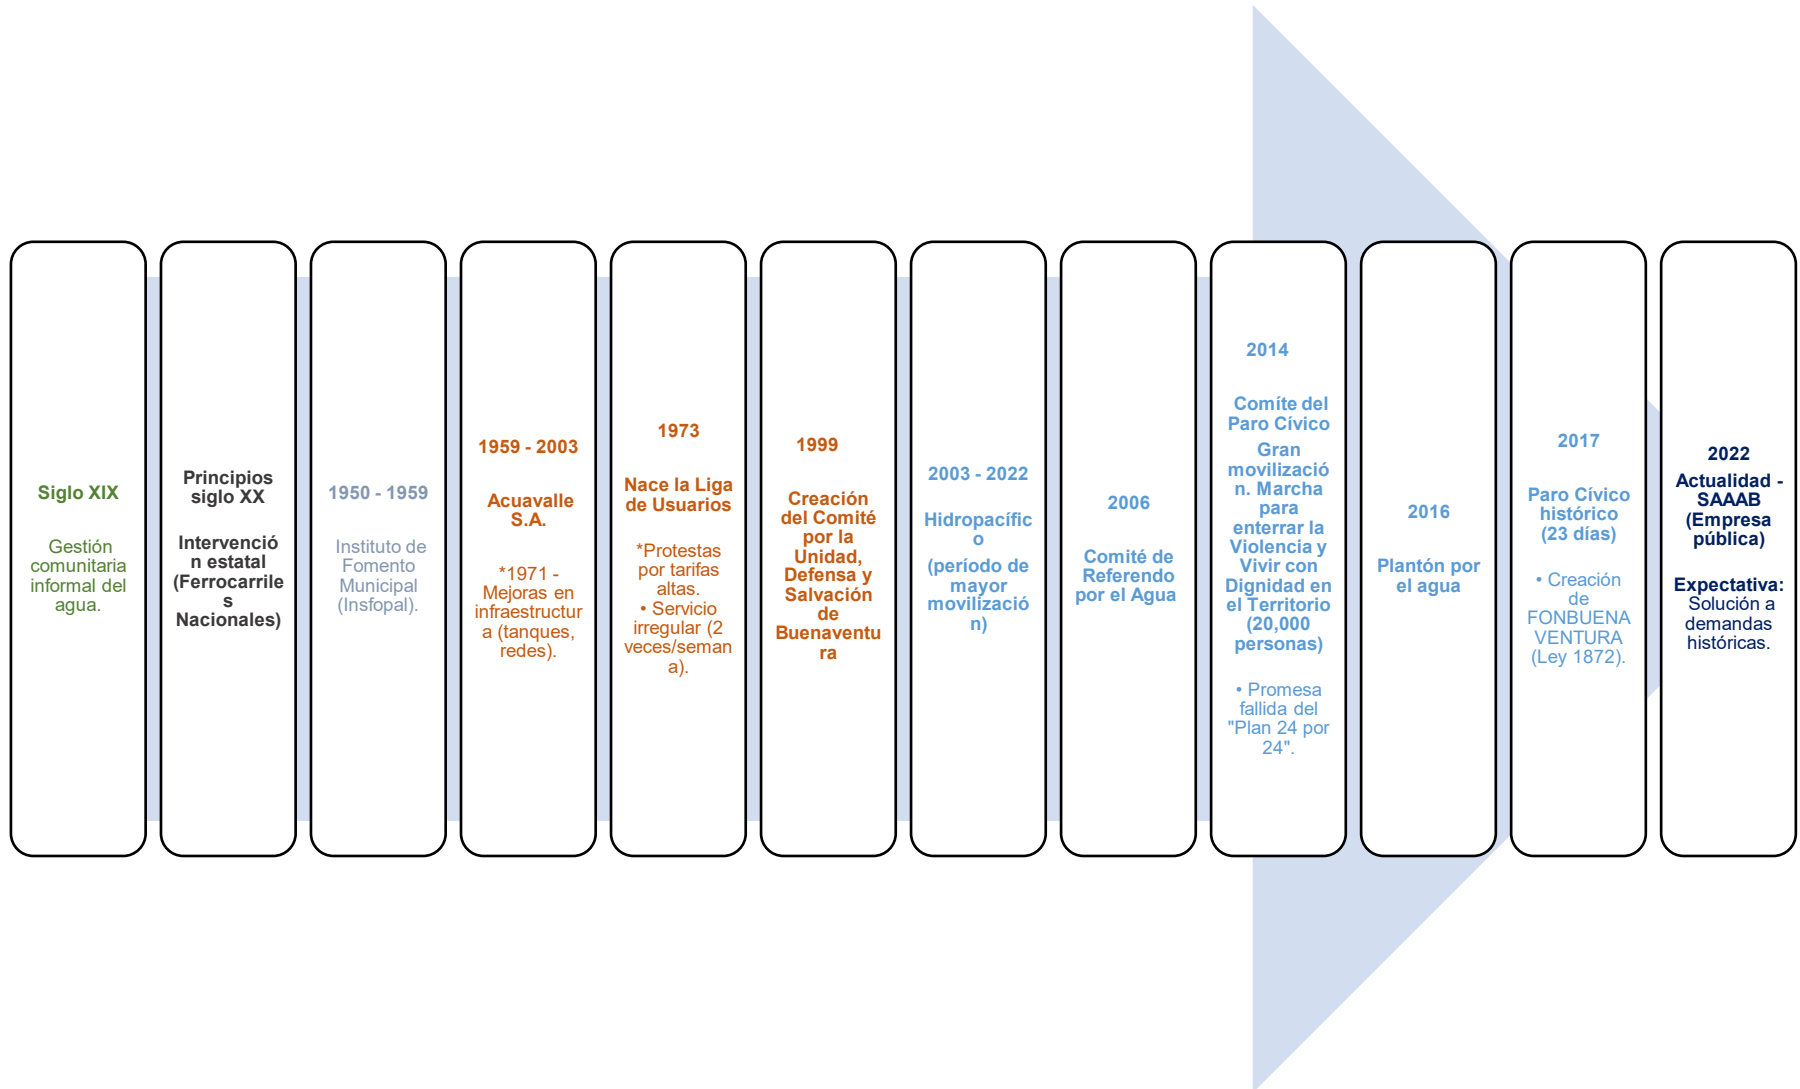 Siglo XIX
Gestión
comunitaria
informal del
agua.
Principios
siglo XX
Intervenció
n estatal
(Ferrocarrile
s
Nacionales)
1950 - 1959
Instituto de
Fomento
Municipal
(Insfopal).
1959 - 2003
Acuavalle
S.A.
*1971 -
Mejoras en
infraestructur
a (tanques,
redes).
1973
Nace la Liga
de Usuarios
*Protestas
por tarifas
altas.
• Servicio
irregular (2
veces/seman
a).
1999
Creación
del Comité
por la
Unidad,
Defensa y
Salvación
de
Buenaventu
ra
2003 - 2022
Hidropacífic
o
(período de
mayor
movilizació
n)
2006
Comité de
Referendo
por el Agua
2014
Comíte del
Paro Cívico
Gran
movilizació
n. Marcha
para
enterrar la
Violencia y
Vivir con
Dignidad en
el Territorio
(20,000
personas)
• Promesa
fallida del
"Plan 24 por
24".
2016
Plantón por
el agua
2017
Paro Cívico
histórico
(23 días)
• Creación
de
FONBUENA
VENTURA
(Ley 1872).
2022
Actualidad -
SAAAB
(Empresa
pública)
Expectativa:
Solución a
demandas
históricas.